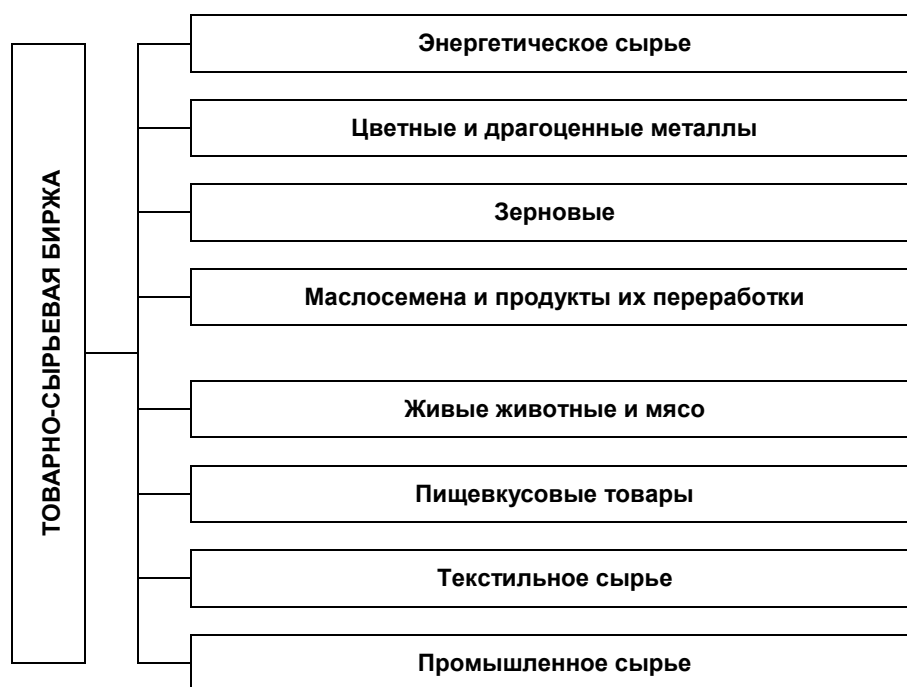 ТОВАРНО-СЫРЬЕВАЯ БИРЖА
Энергетическое сырье
Цветные и драгоценные металлы
Зерновые
Маслосемена и продукты их переработки
Живые животные и мясо
Пищевкусовые товары
Текстильное сырье
Промышленное сырье